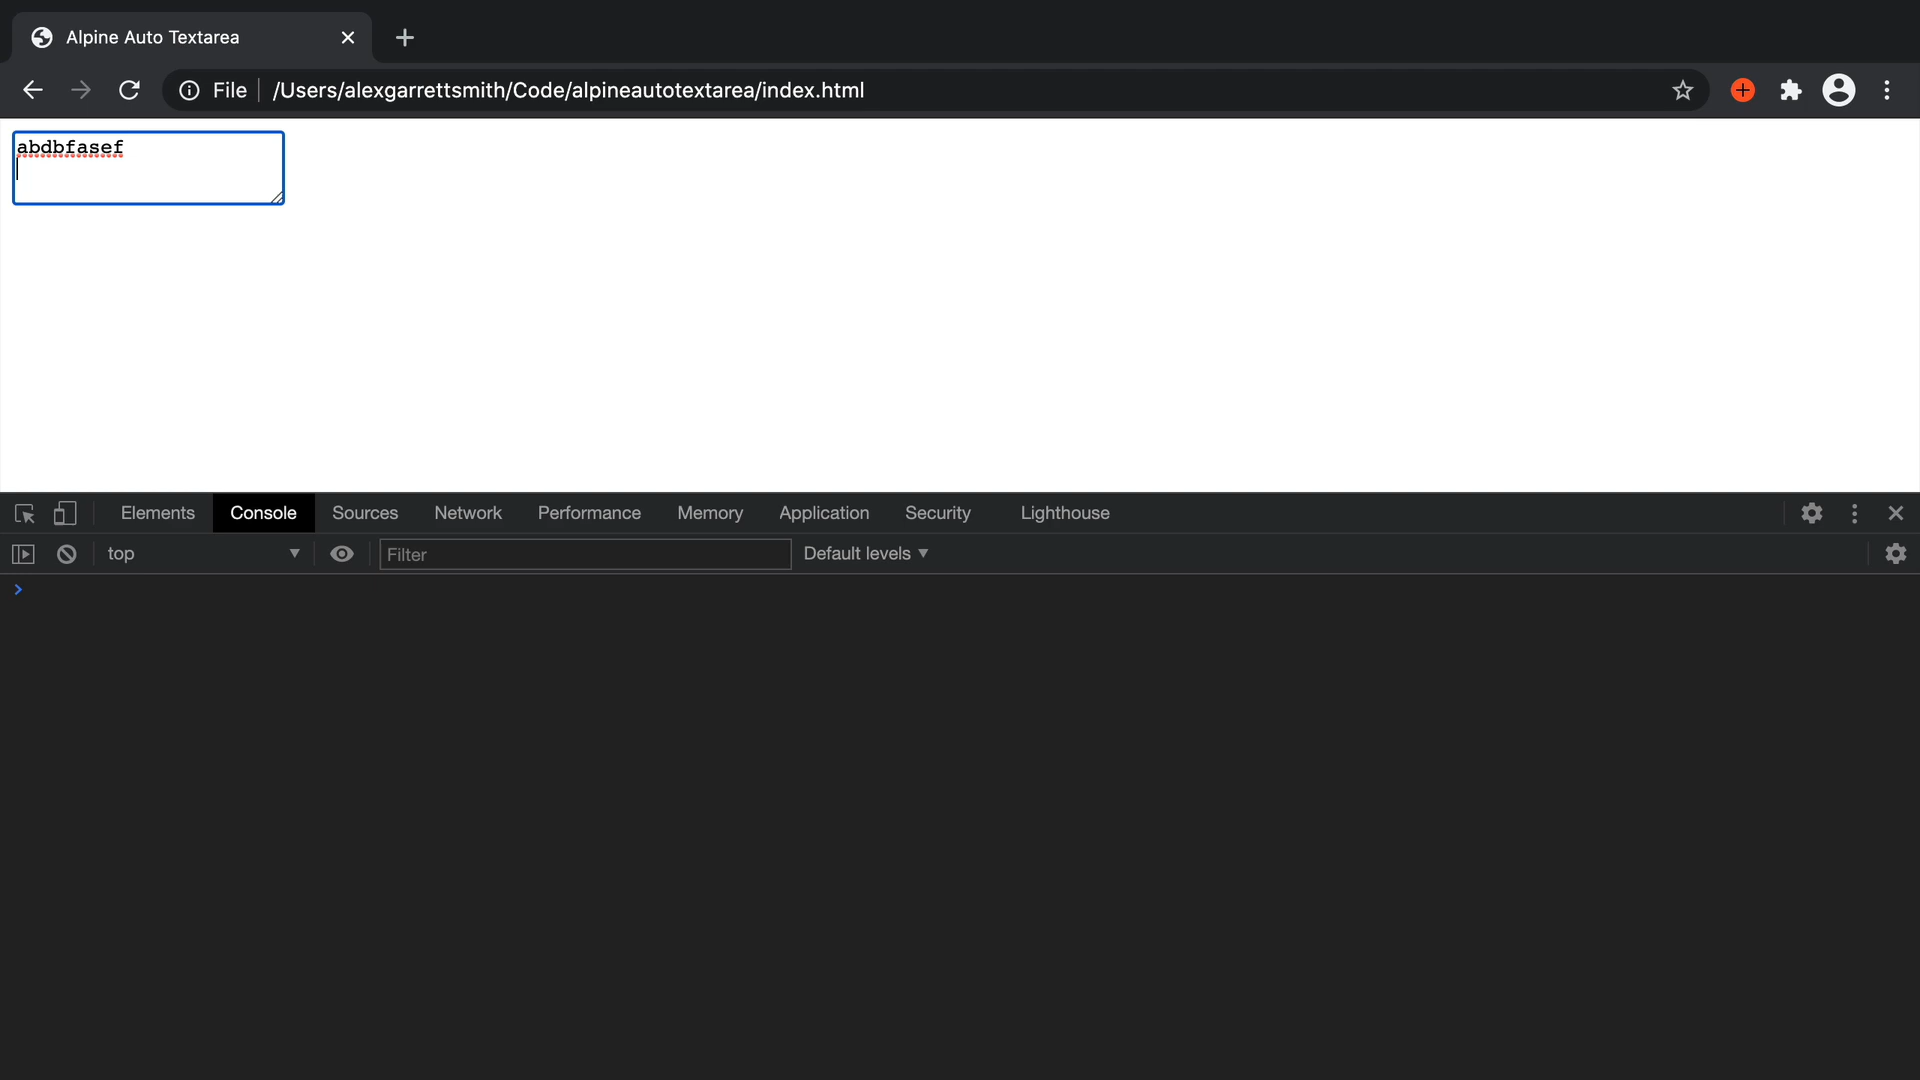 Alpine Auto Textarea
File /Users/alexgarrettsmith/Code/alpineautotextarea/index.html
abdbfasef
Elements Console Sources Network Performance Memory Application Security Lighthouse
top Filter Default levels